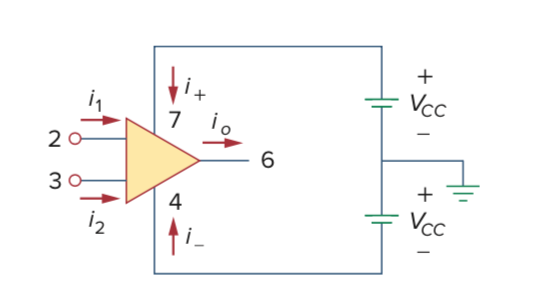 +
i+
i1
7
VCC
io
−
2
6
3
+
4
VCC
i2
i−
−